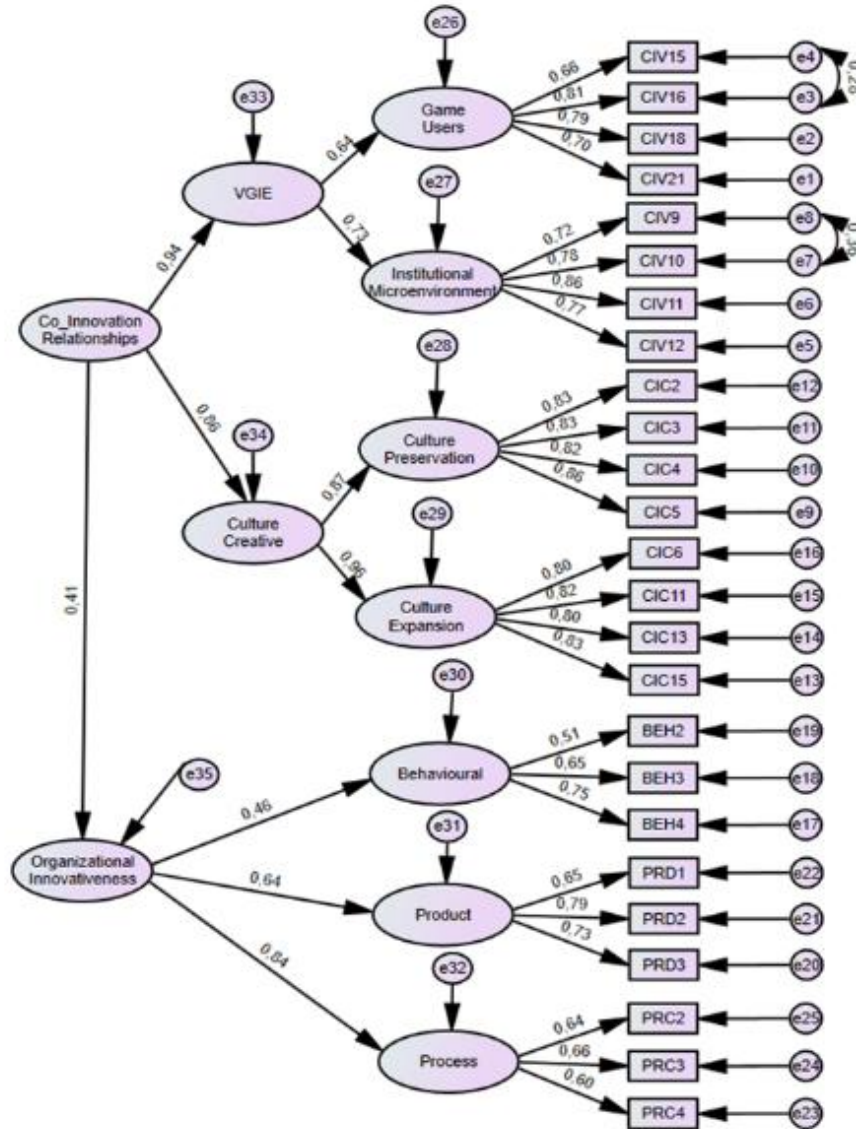 e26
CIV15
e4
0,66
0,28
e33
0,81
CIV16
e3
Game
Users
0,79
CIV18
e2
0,64
0,70
CIV21
e1
e27
VGIE
CIV9
e8
0,73
0,72
0,36
0,94
0,78
CIV10
e7
Institutional
Microenvironment
0,86
CIV11
e6
0,77
Co_Innovation
Relationships
CIV12
e5
e28
CIC2
e12
0,86
0,83
e34
0,83
CIC3
e11
Culture
Preservation
0,82
CIC4
e10
0,87
0,86
CIC5
e9
e29
Culture
Creative
CIC6
e16
0,96
0,80
0,82
CIC11
e15
0,41
Culture
Expansion
0,80
CIC13
e14
0,83
CIC15
e13
e30
BEH2
e19
0,51
e35
Behavioural
0,65
BEH3
e18
0,46
0,75
BEH4
e17
e31
Organizational
Innovativeness
PRD1
e22
0,64
0,65
Product
0,79
PRD2
e21
0,73
PRD3
e20
0,84
e32
PRC2
e25
0,64
Process
0,66
PRC3
e24
0,60
PRC4
e23